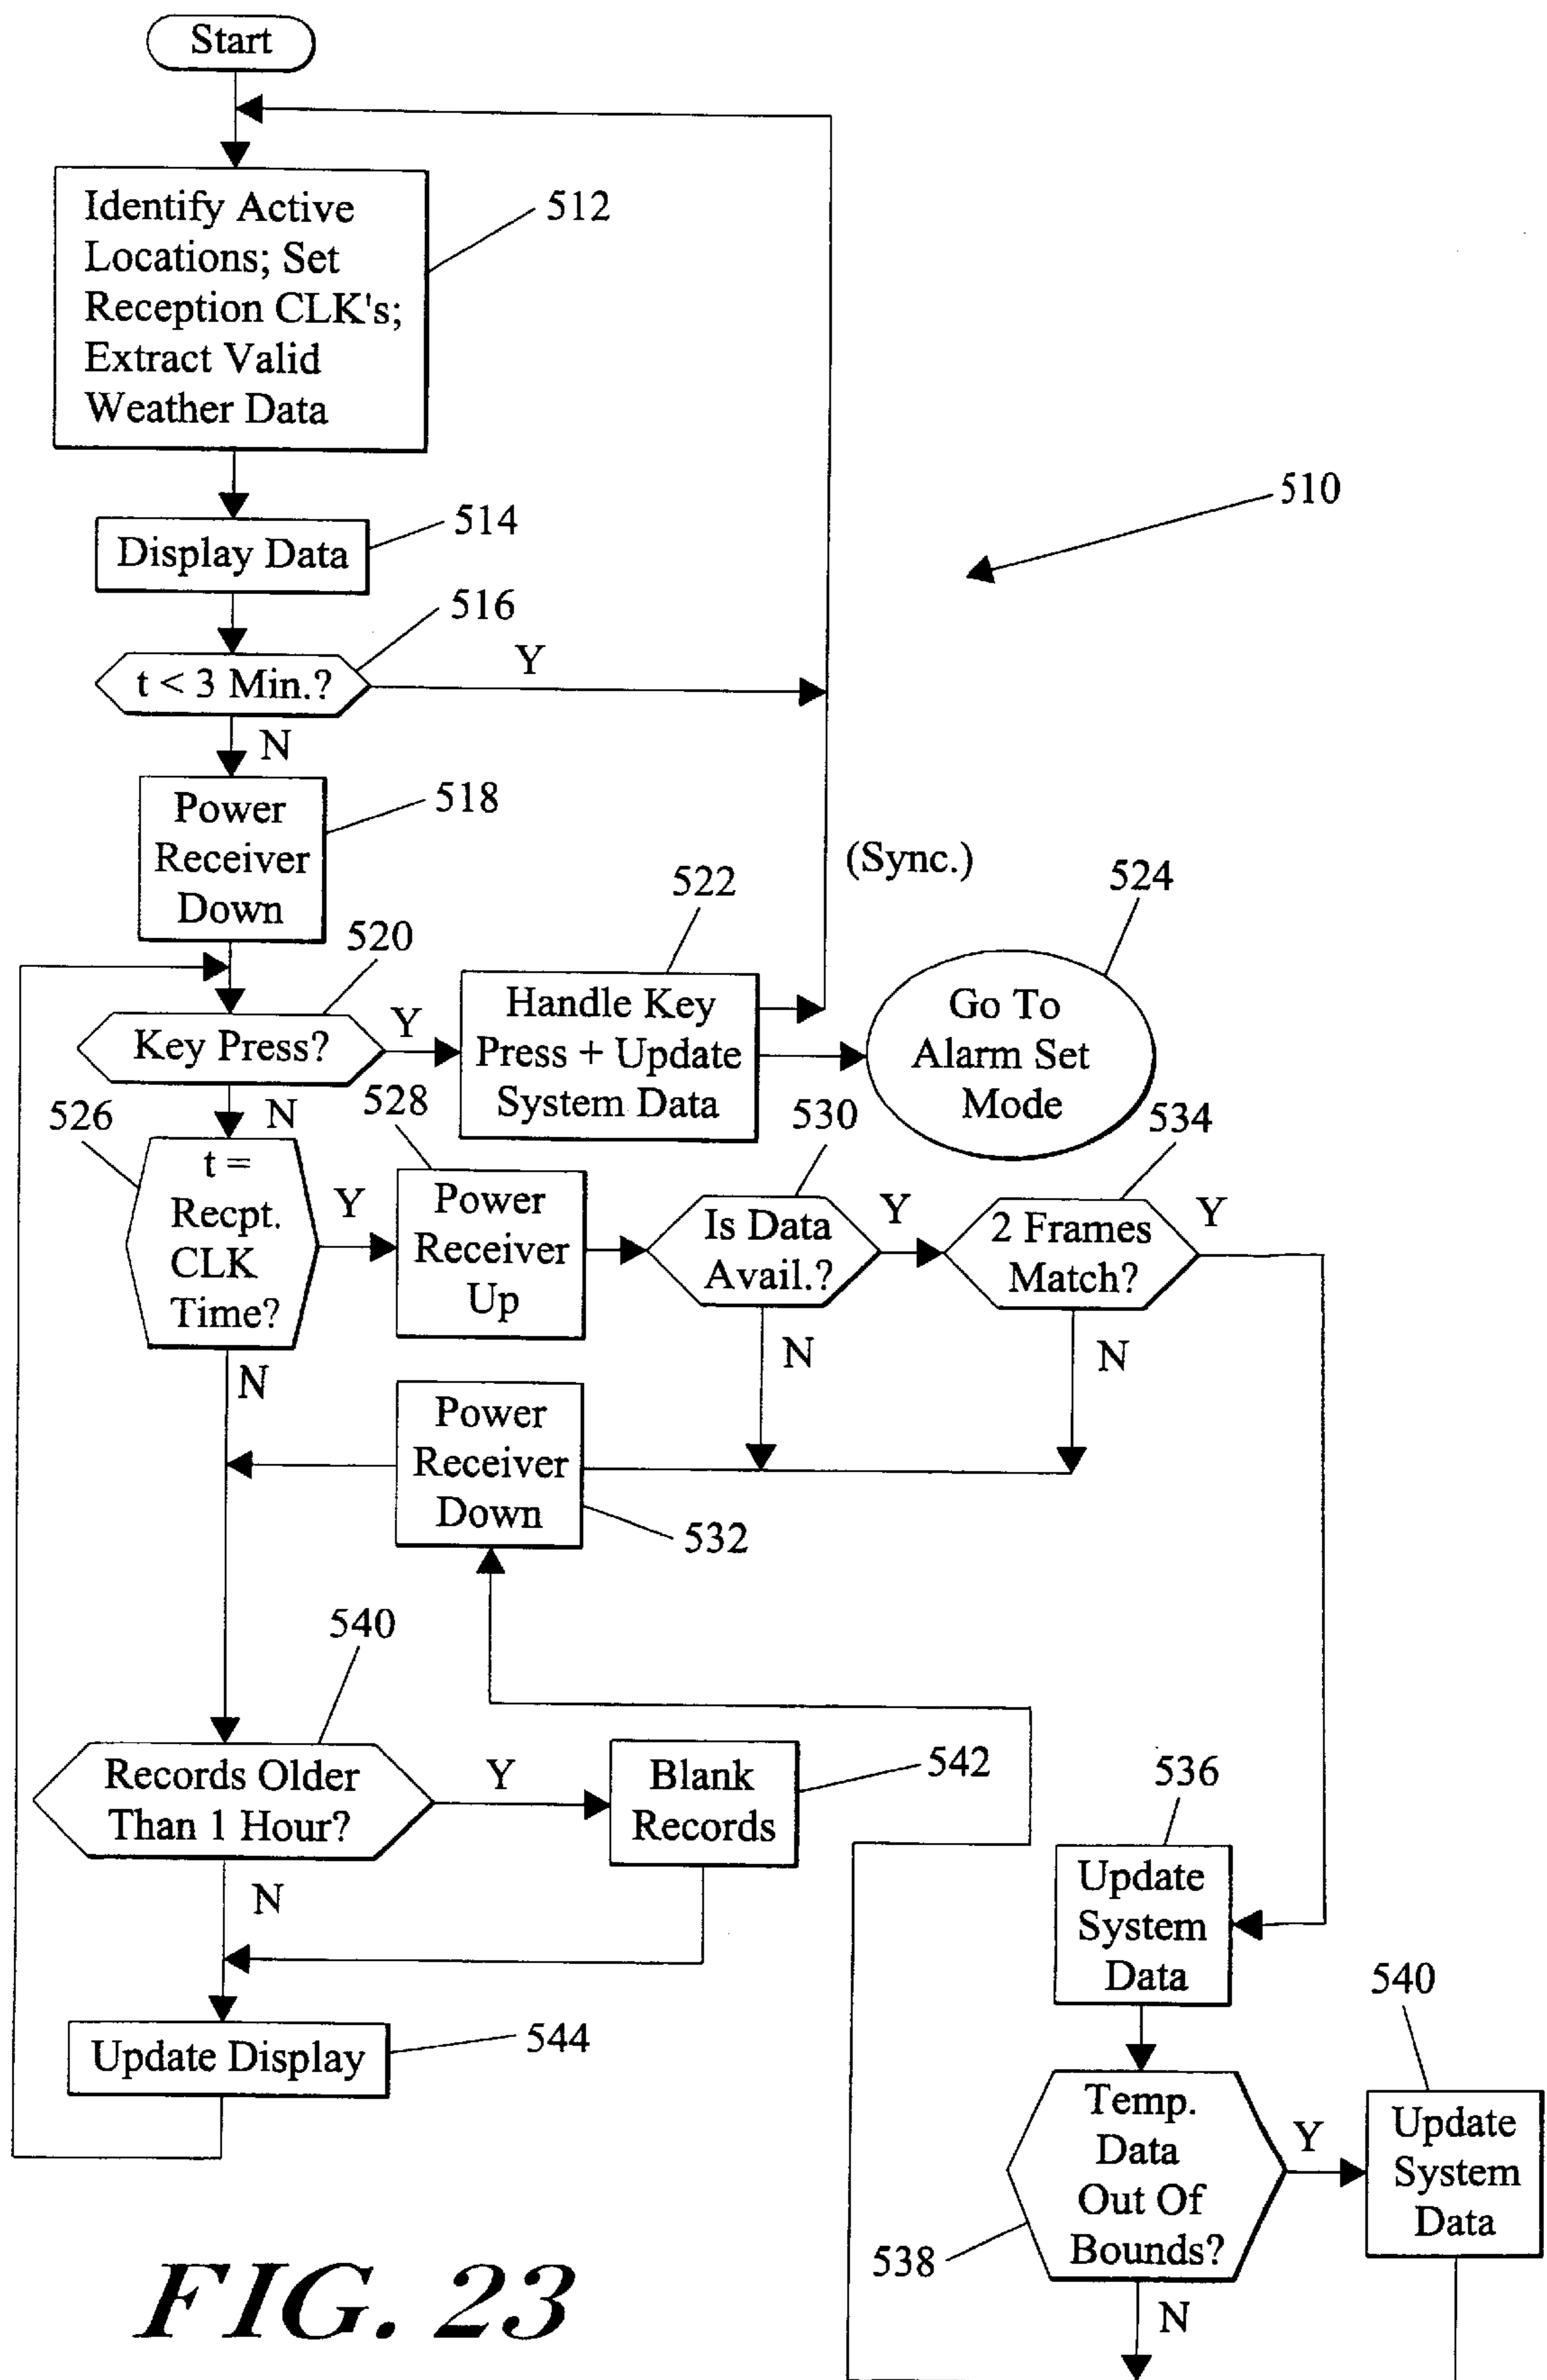 Start
Identify Active
Locations; Set
Reception CLK's;
Extract Valid
Weather Data
512
510
Display Data
514
t < 3 Min.?
516
Y
N
Power
Receiver
Down
518
(Sync.)
Key Press?
520
Y
N
Handle Key
Press + Update
System Data
522
Go To
Alarm Set
Mode
524
t =
Recpt.
CLK
Time?
526
Y
N
Power
Receiver
Up
528
Is Data
Avail.?
530
Y
N
2 Frames
Match?
534
Y
N
Power
Receiver
Down
532
Records Older
Than 1 Hour?
540
Y
N
Blank
Records
542
Update Display
544
Update
System
Data
536
Temp.
Data
Out Of
Bounds?
538
Y
N
Update
System
Data
540
FIG. 23